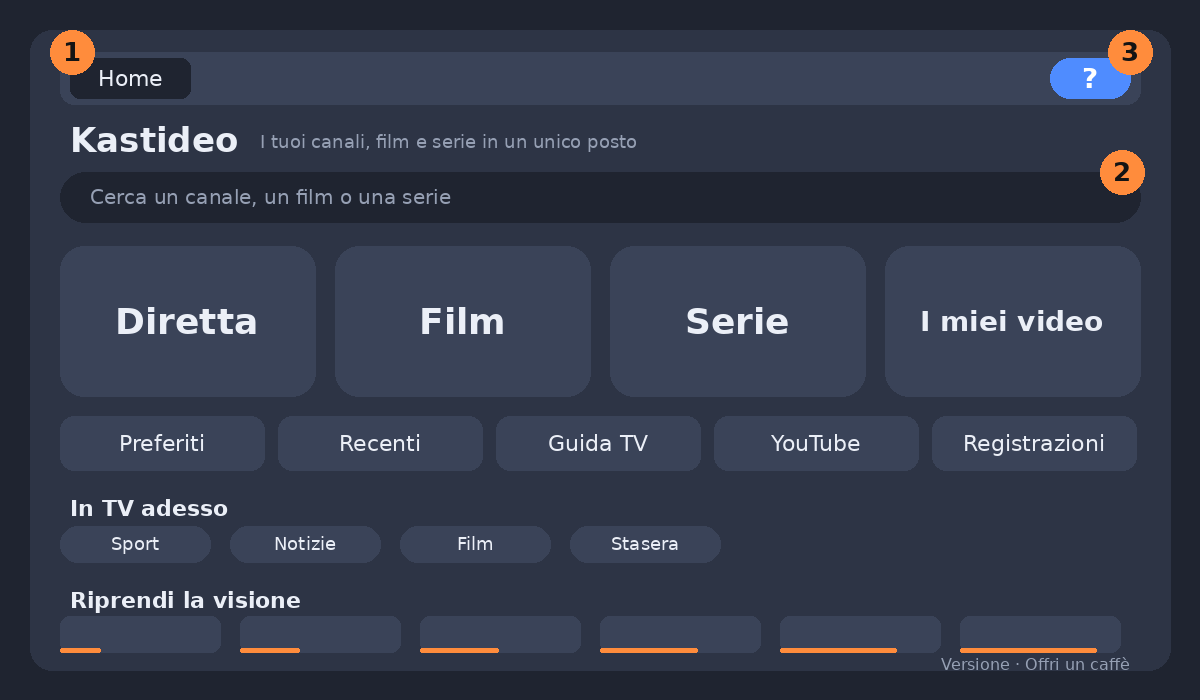 1
3
Home
?
Kastideo I tuoi canali, film e serie in un unico posto
2
Cerca un canale, un film o una serie
Diretta Film Serie I miei video
Preferiti Recenti Guida TV YouTube Registrazioni
In TV adesso
Sport Notizie Film Stasera
Riprendi la visione
Versione · Offri un caffè